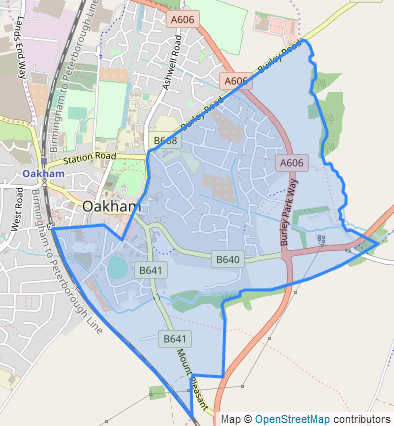 Lands End Way
Birmingham to Peterborough Line
A606
Ashwell Road
Burley Road
A606
Burley Road
B668
Station Road
Oakham
A606
West Road
Oakham
Burley Park Way
Birmingham to Peterborough Line
B640
B641
B641
Mount Pleasant
Map © OpenStreetMap contributors